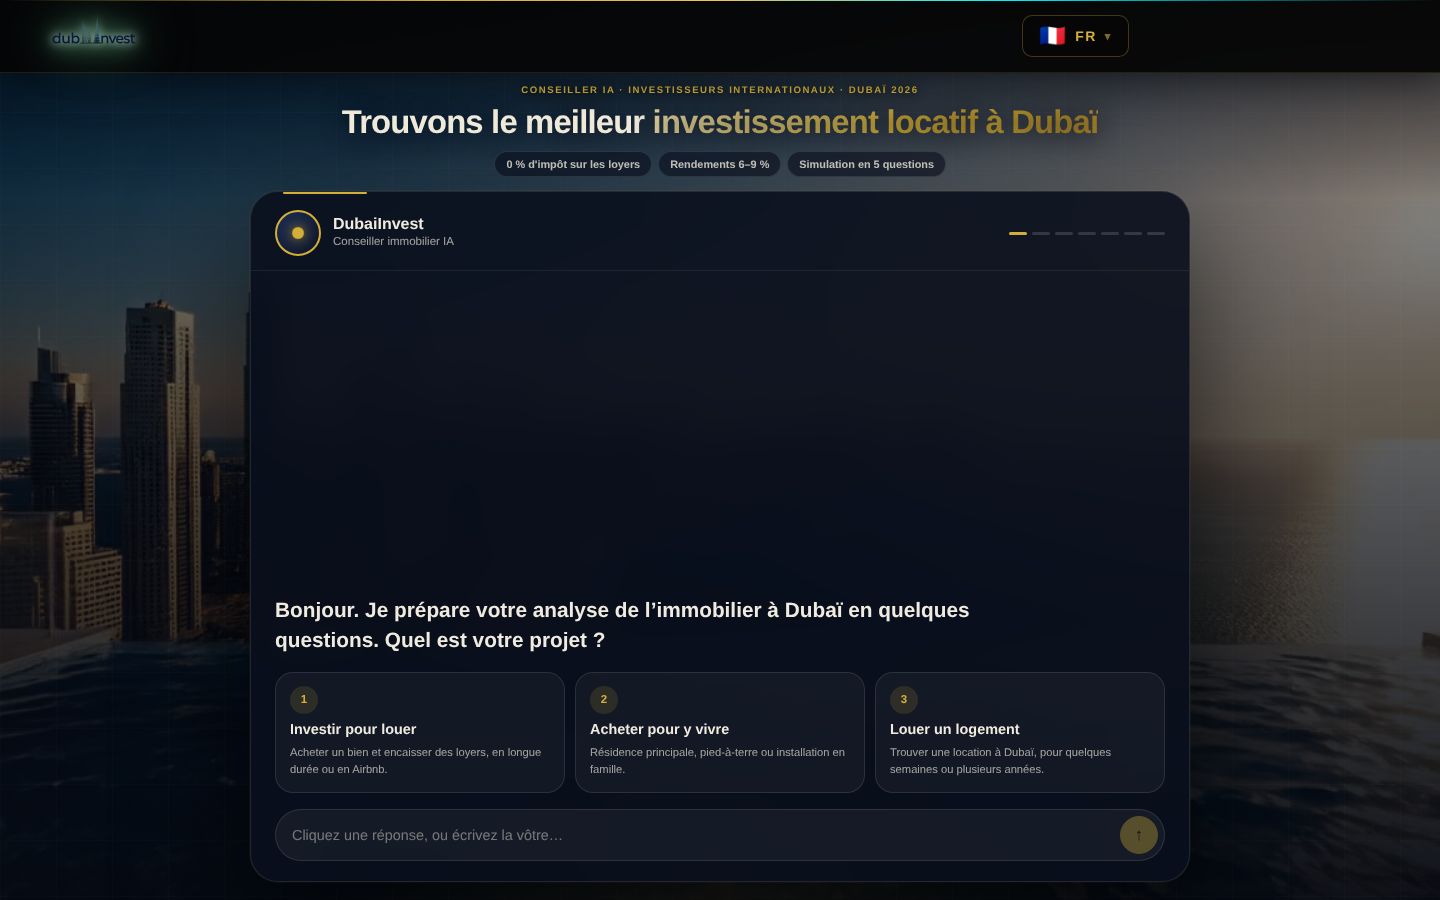 dubaiinvest
FR
CONSEILLER IA · INVESTISSEURS INTERNATIONAUX · DUBAÏ 2026
Trouvons le meilleur investissement locatif à Dubaï
0 % d'impôt sur les loyers
Rendements 6–9 %
Simulation en 5 questions
DubaiInvest
Conseiller immobilier IA
Bonjour. Je prépare votre analyse de l’immobilier à Dubaï en quelques
questions. Quel est votre projet ?
1
Investir pour louer
Acheter un bien et encaisser des loyers, en longue
durée ou en Airbnb.
2
Acheter pour y vivre
Résidence principale, pied-à-terre ou installation en
famille.
3
Louer un logement
Trouver une location à Dubaï, pour quelques
semaines ou plusieurs années.
Cliquez une réponse, ou écrivez la vôtre…
↑